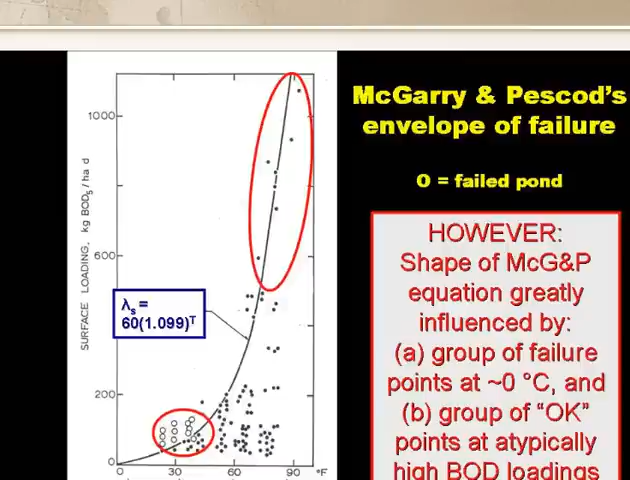 McGarry & Pescod's
envelope of failure
O = failed pond
HOWEVER:
Shape of McG&P
equation greatly
influenced by:
(a) group of failure
points at ~0 °C, and
(b) group of “OK”
points at atypically
high BOD loadings
SURFACE LOADING, kg BOD5 / ha d
1000
600
200
0
λs =
60(1.099)T
0 30 60 90 °F